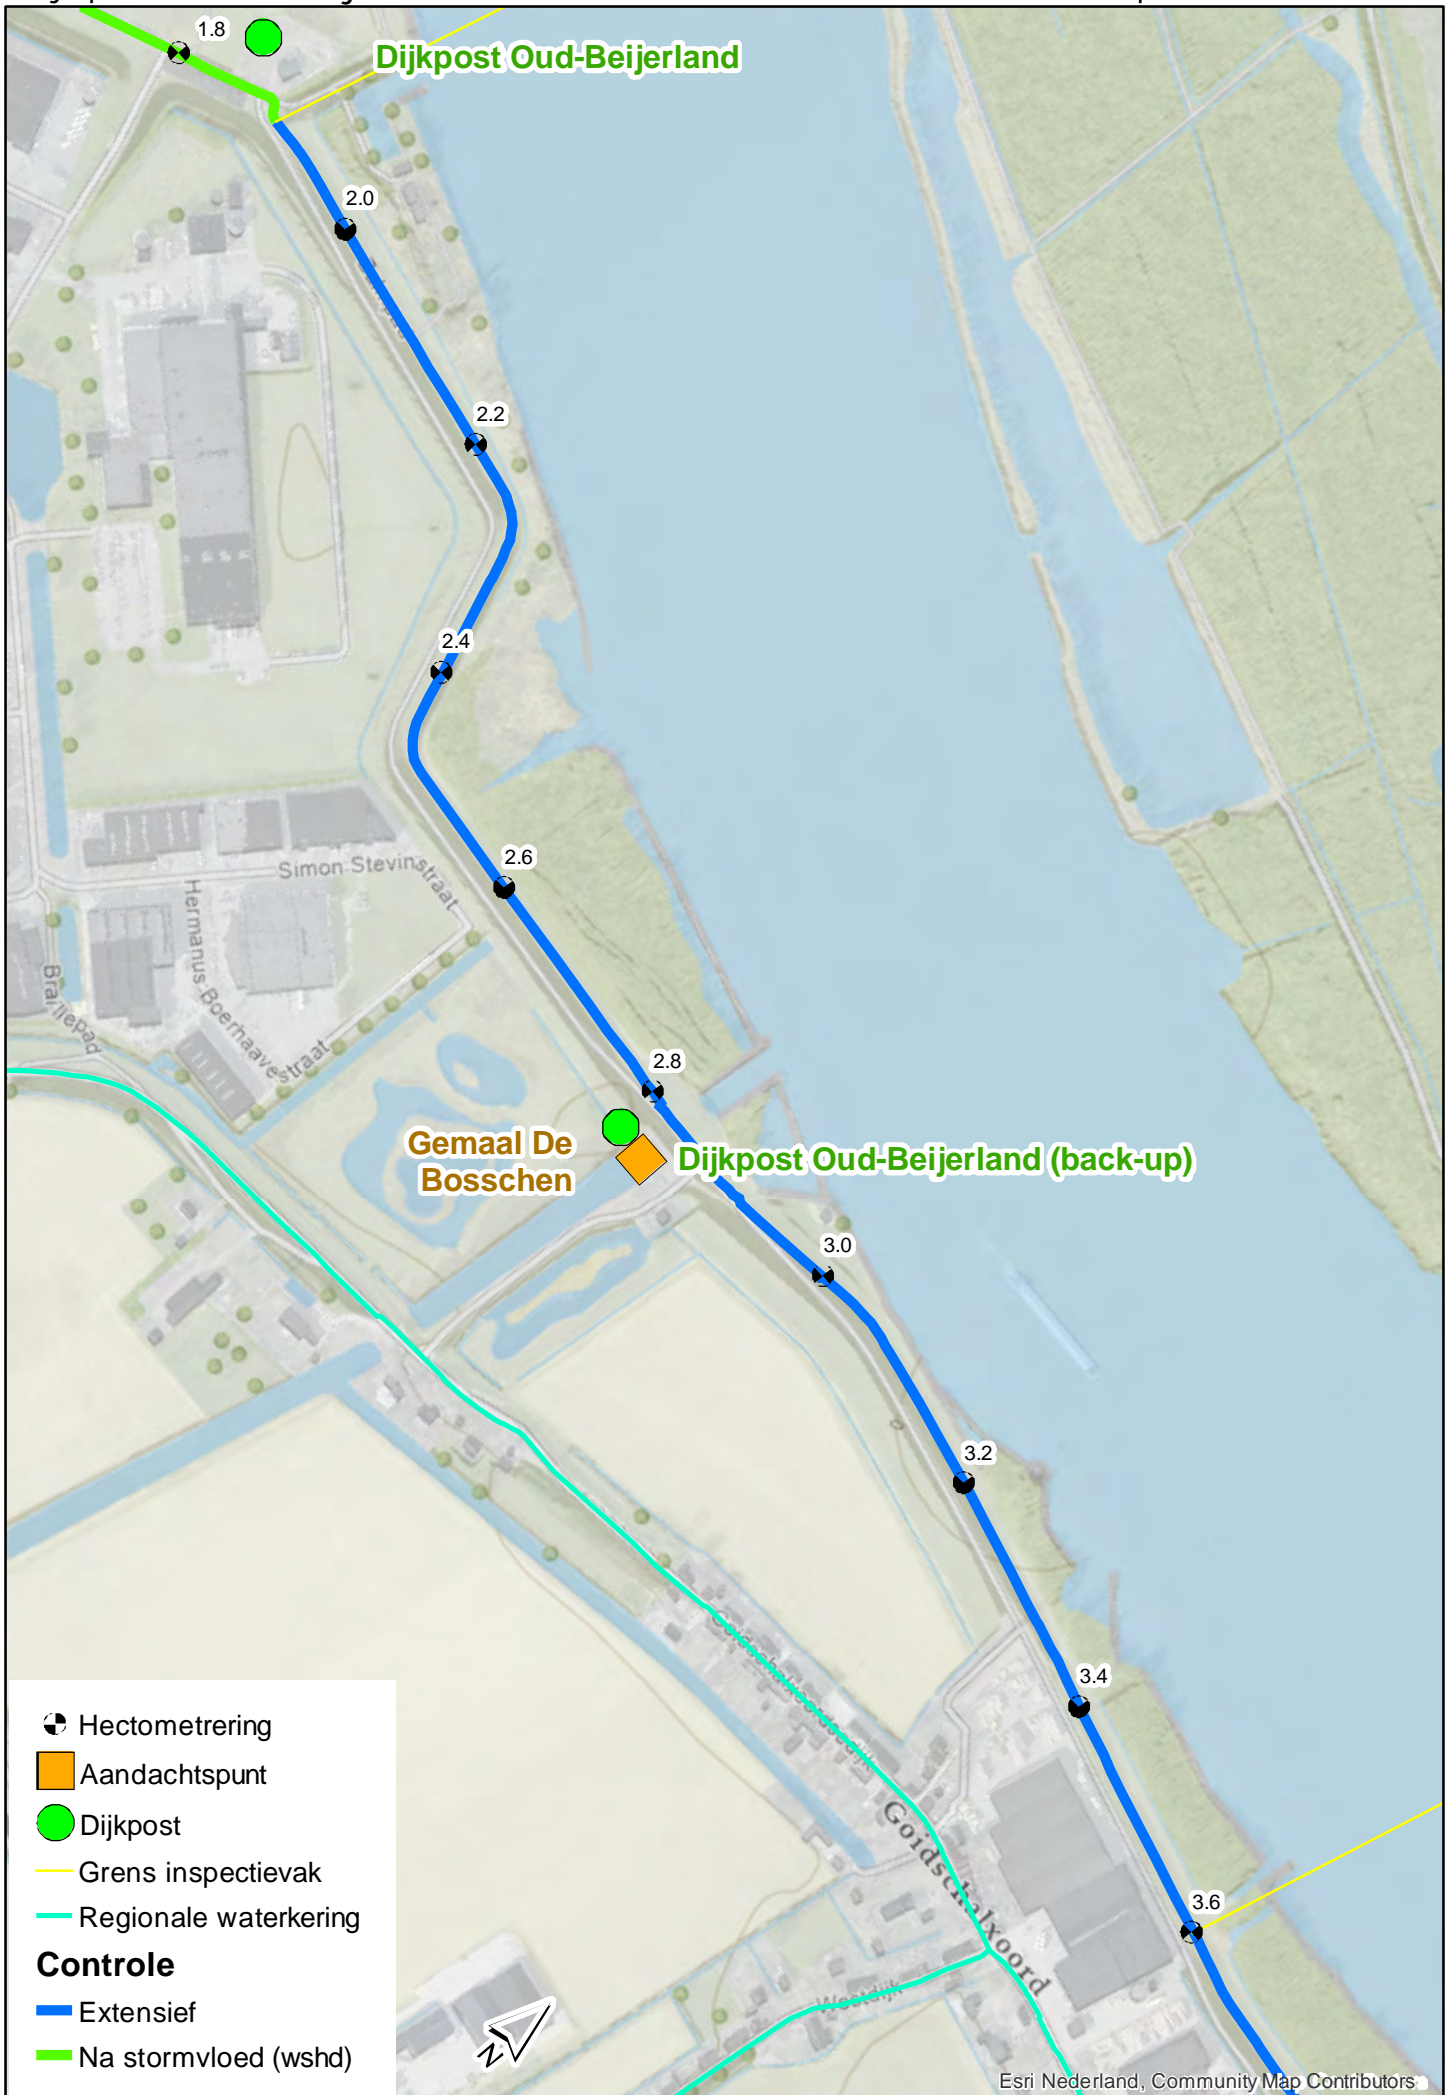 1.8
Dijkpost Oud-Beijerland
2.0
2.2
2.4
2.6
Simon Stevinstraat
Hermanus Boerhaavestraat
Braillepad
2.8
Gemaal De
Bosschen
Dijkpost Oud-Beijerland (back-up)
3.0
3.2
3.4
Goidschalxoordsedijk
Goidschalxoord
3.6
Westdijk
Hectometrering
Aandachtspunt
Dijkpost
Grens inspectievak
Regionale waterkering
Controle
Extensief
Na stormvloed (wshd)
N
Esri Nederland, Community Map Contributors